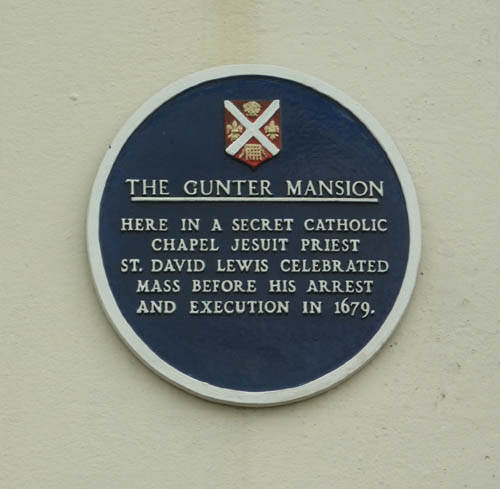 THE GUNTER MANSION
HERE IN A SECRET CATHOLIC
CHAPEL JESUIT PRIEST
ST. DAVID LEWIS CELEBRATED
MASS BEFORE HIS ARREST
AND EXECUTION IN 1679.